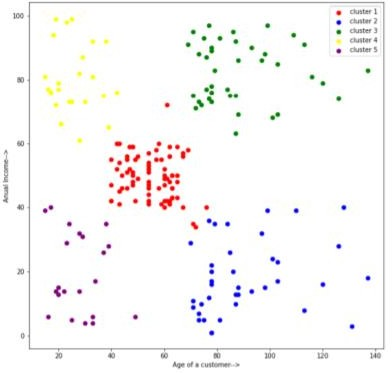 cluster 1
cluster 2
cluster 3
cluster 4
cluster 5
100
80
60
40
20
0
Anual Income-->
20 40 60 80 100 120 140
Age of a customer-->